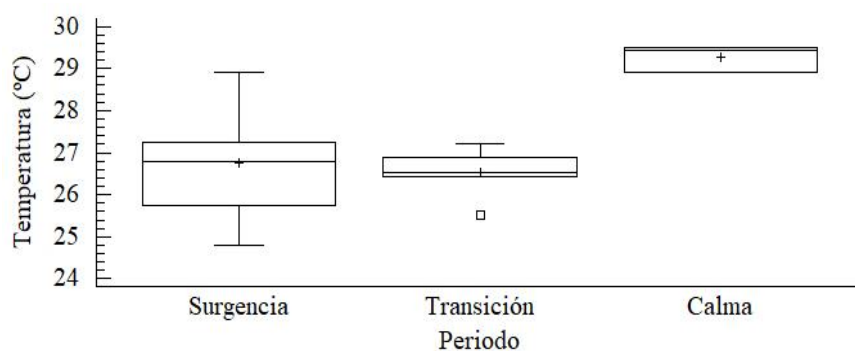 Temperatura (ºC)
30
29
28
27
26
25
24
Surgencia Transición Calma
Periodo